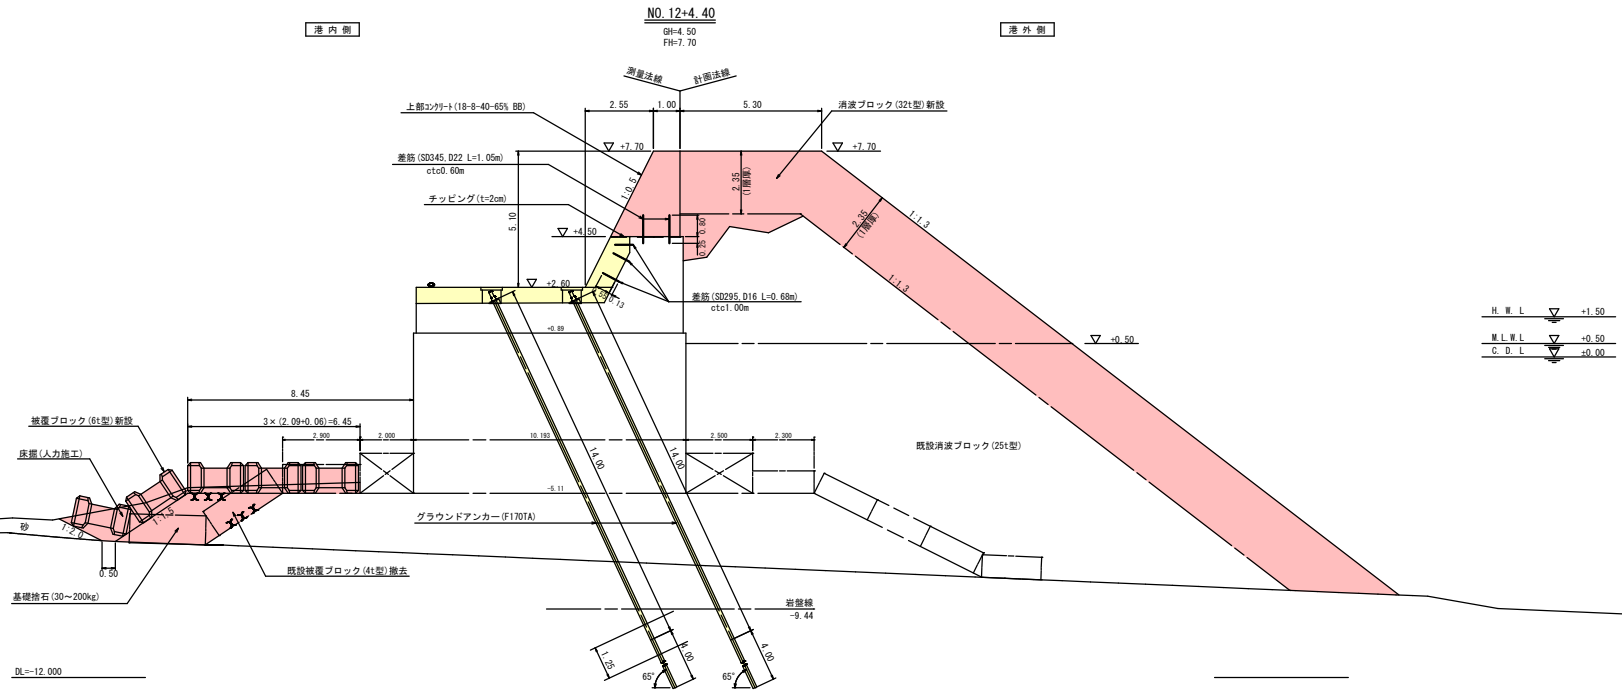 NO. 12+4.40
GH=4.50
FH=7.70
港 内 側
港 外 側
測量法線
計画法線
2.55
1.00
5.30
上部コンクリート(18-8-40-65% BB)
消波ブロック(32t型)新設
+7.70
+7.70
差筋(SD345, D22 L=1.05m)
ctc0.60m
チッピング(t=2cm)
1:0.5
2.35
(1層厚)
2.35
(1層厚)
1:1.3
1:1.3
5.10
+4.50
0.80
0.25
+2.60
0.13
差筋(SD295, D16 L=0.68m)
ctc1.00m
+0.89
+0.50
H. W. L
+1.50
M.L.W.L
+0.50
C. D. L
±0.00
8.45
3×(2.09+0.06)=6.45
2.900
2.000
10.193
2.500
2.300
被覆ブロック(6t型)新設
床掘(人力施工)
既設消波ブロック(25t型)
14.00
14.00
-5.11
グラウンドアンカー(F170TA)
砂
1:2.0
1:1.5
0.50
既設被覆ブロック(4t型)撤去
基礎捨石(30～200kg)
岩盤線
-9.44
1.25
4.00
4.00
65°
65°
DL=-12.000